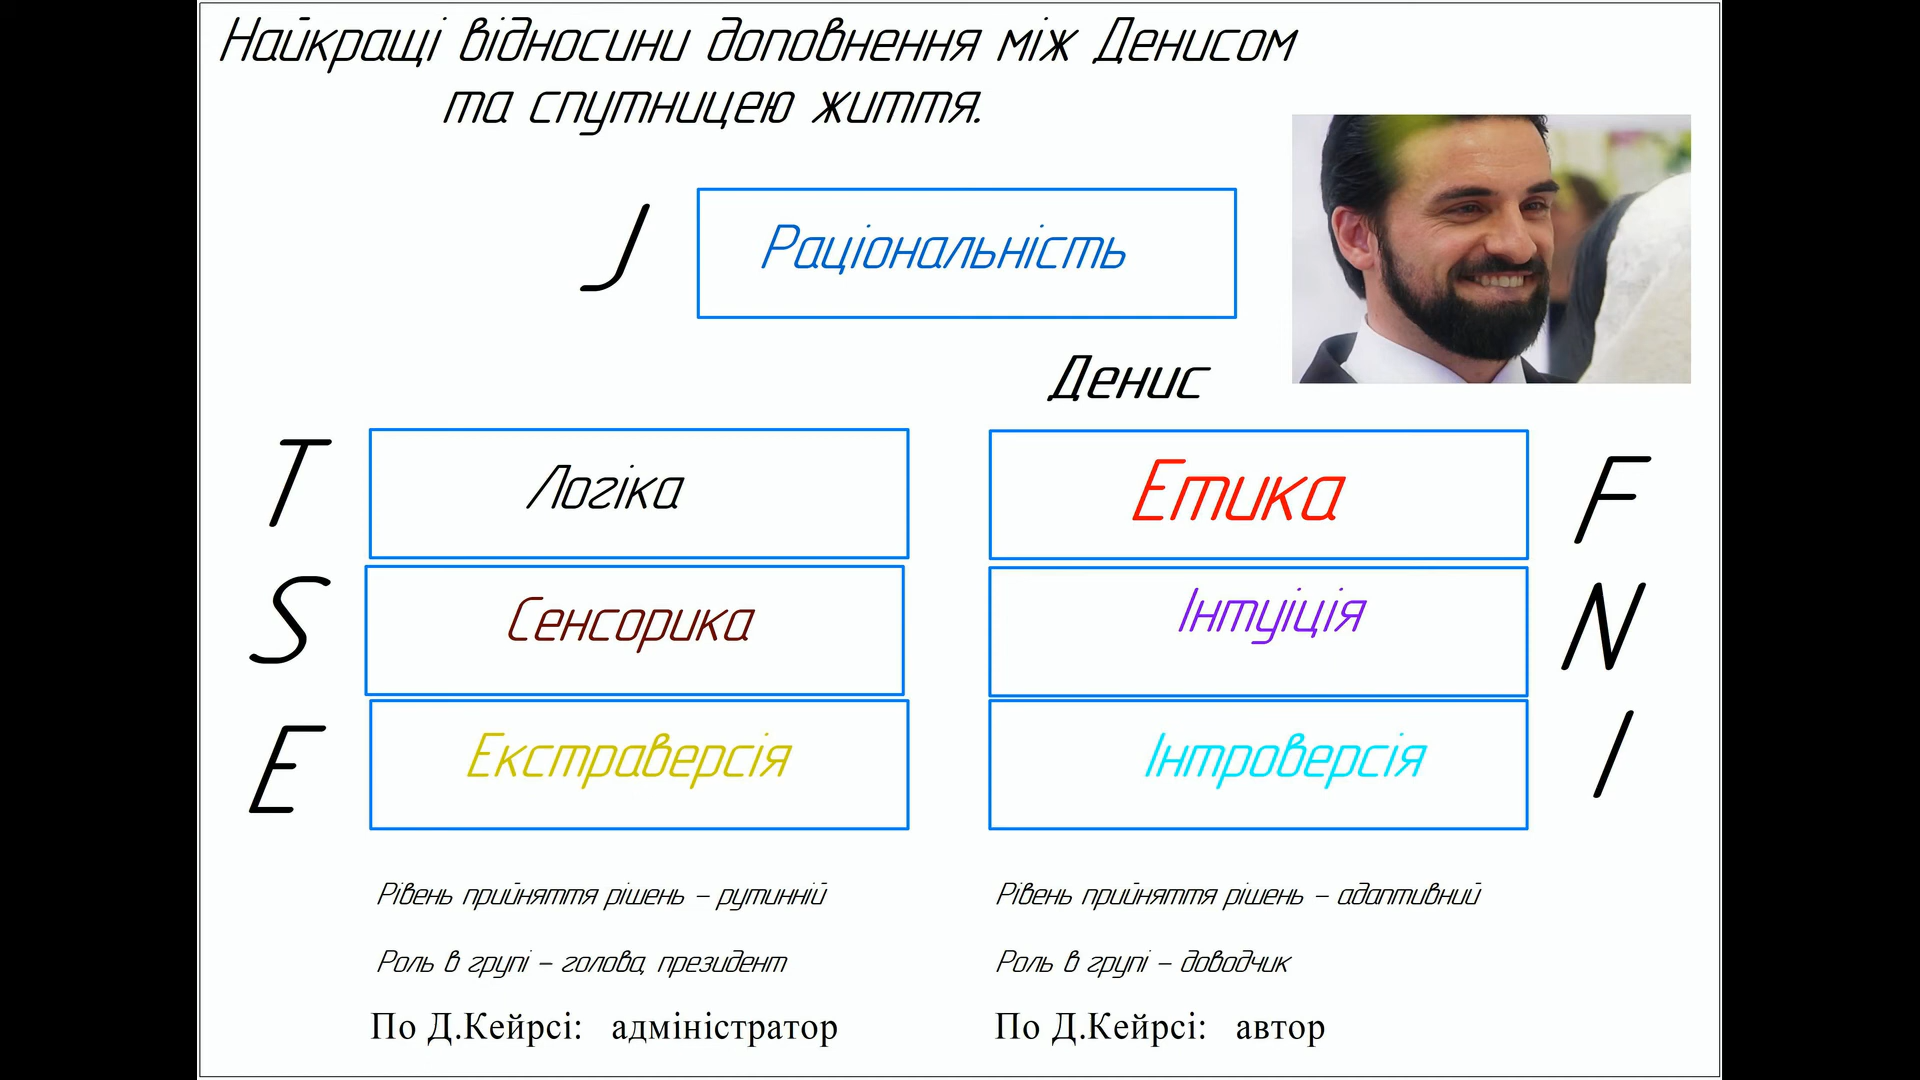 Найкращі відносини доповнення між Денисом
та спутницею життя.
J
Раціональність
Денис
T
Логіка
Етика
F
S
Сенсорика
Інтуіція
N
E
Екстраверсія
Інтроверсія
I
Рівень прийняття рішень – рутинній
Рівень прийняття рішень – адаптивний
Роль в групі – голова, президент
Роль в групі – доводчик
По Д.Кейрсі: адміністратор
По Д.Кейрсі: автор